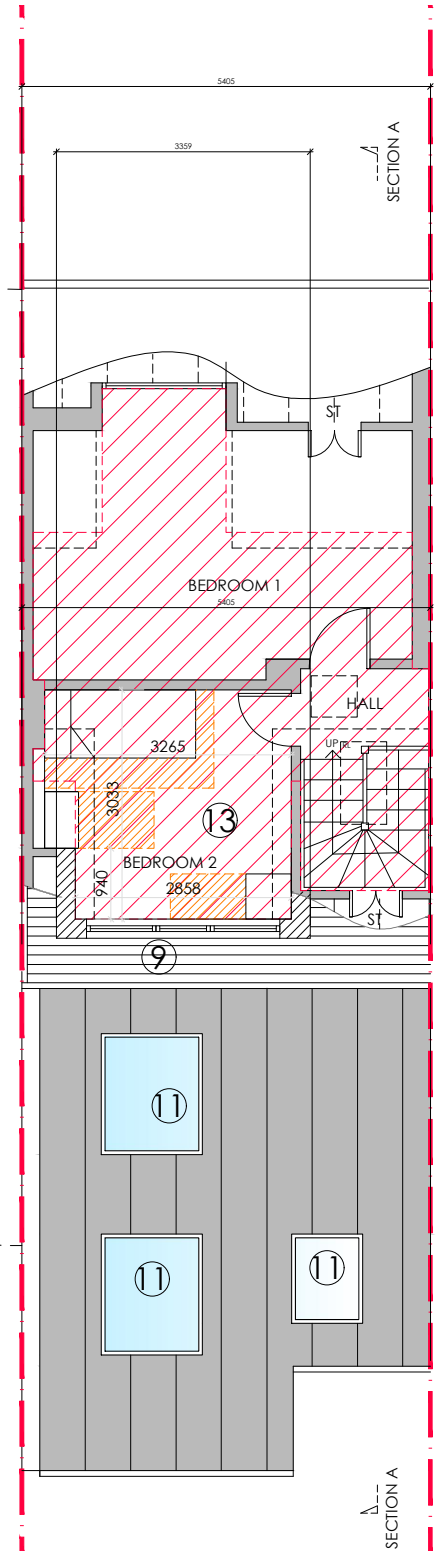 5405
3359
SECTION A
ST
BEDROOM 1
5405
HALL
3265
UP
3033
13
BEDROOM 2
940
2858
ST
9
11
11
11
SECTION A